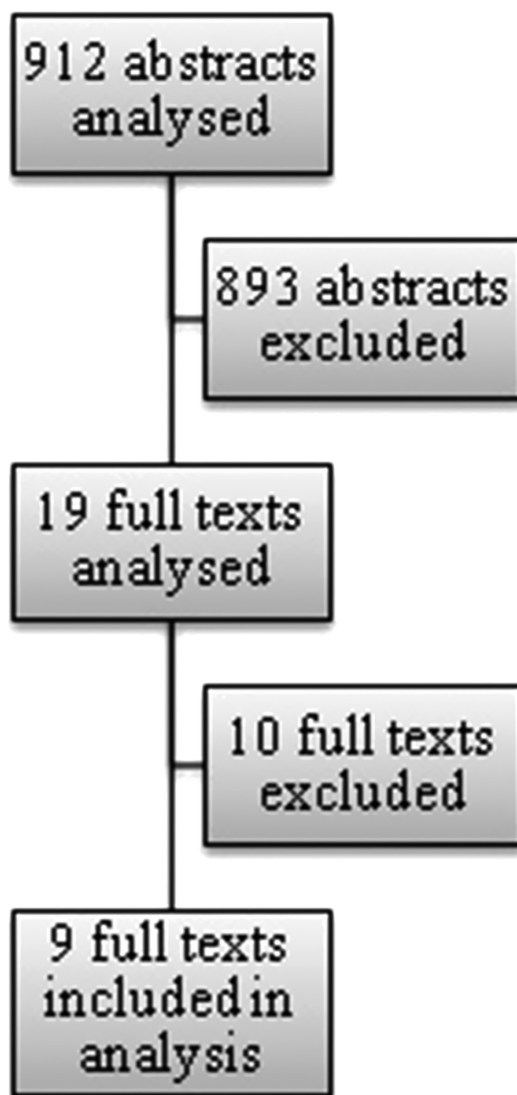 912 abstracts
analysed
893 abstracts
excluded
19 full texts
analysed
10 full texts
excluded
9 full texts
included in
analysis